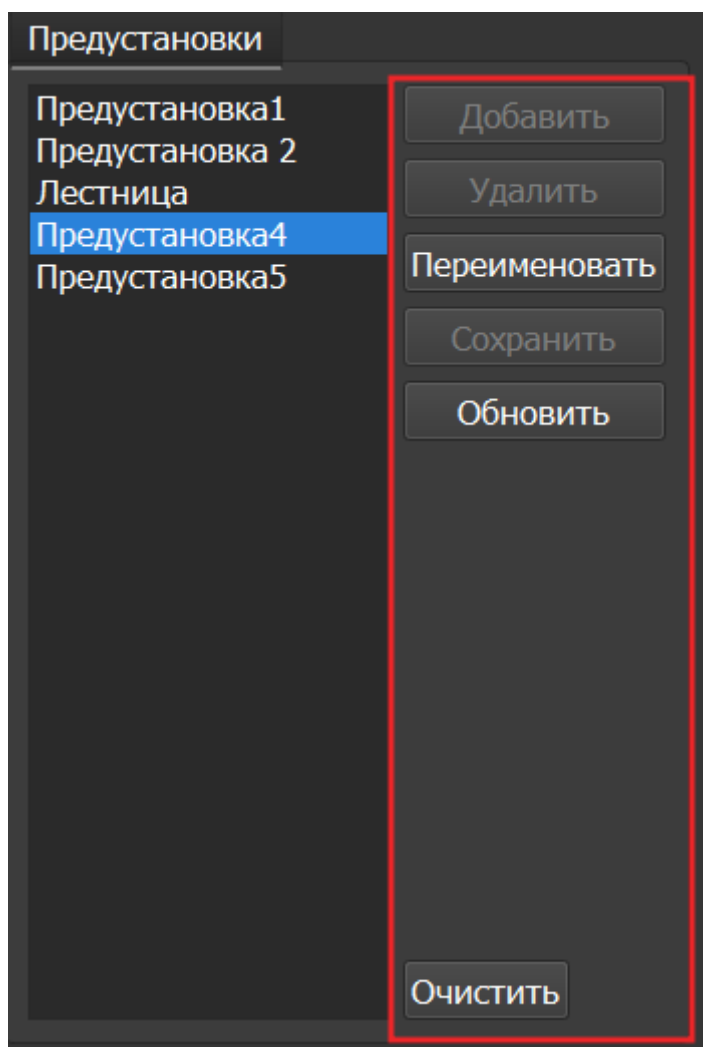 Предустановки
Предустановка1
Предустановка 2
Лестница
Предустановка4
Предустановка5
Добавить
Удалить
Переименовать
Сохранить
Обновить
Очистить